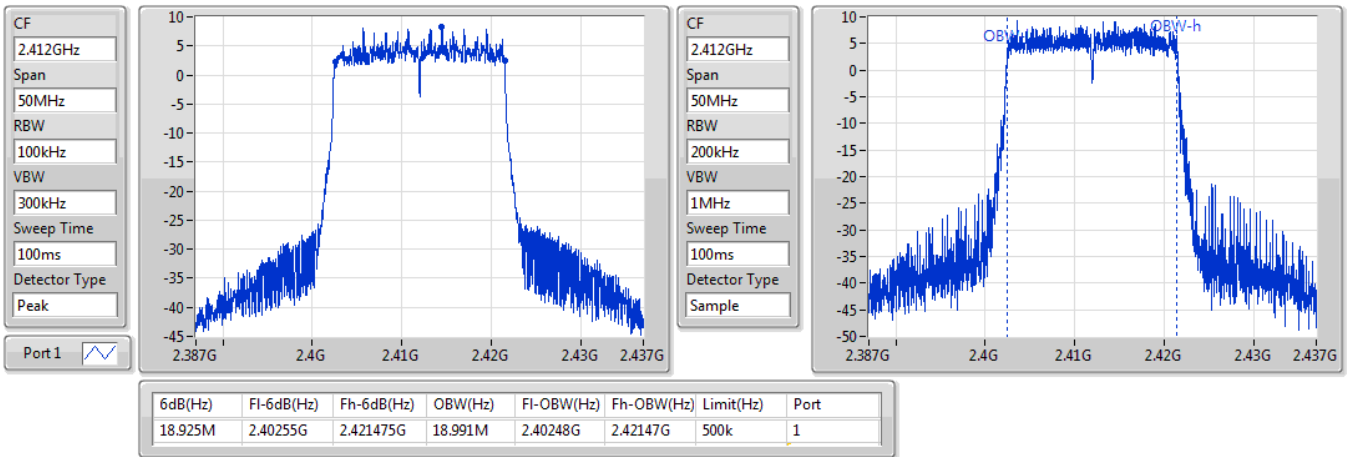 CF
2.412GHz
Span
50MHz
RBW
100kHz
VBW
300kHz
Sweep Time
100ms
Detector Type
Peak
Port 1
10
5
0
-5
-10
-15
-20
-25
-30
-35
-40
-45
2.387G 2.4G 2.41G 2.42G 2.43G 2.437G
CF
2.412GHz
Span
50MHz
RBW
200kHz
VBW
1MHz
Sweep Time
100ms
Detector Type
Sample
10
5
0
-5
-10
-15
-20
-25
-30
-35
-40
-45
-50
OBW-h
2.387G 2.4G 2.41G 2.42G 2.43G 2.437G
6dB(Hz) Fl-6dB(Hz) Fh-6dB(Hz) OBW(Hz) Fl-OBW(Hz) Fh-OBW(Hz) Limit(Hz) Port
18.925M 2.40255G 2.421475G 18.991M 2.40248G 2.42147G 500k 1